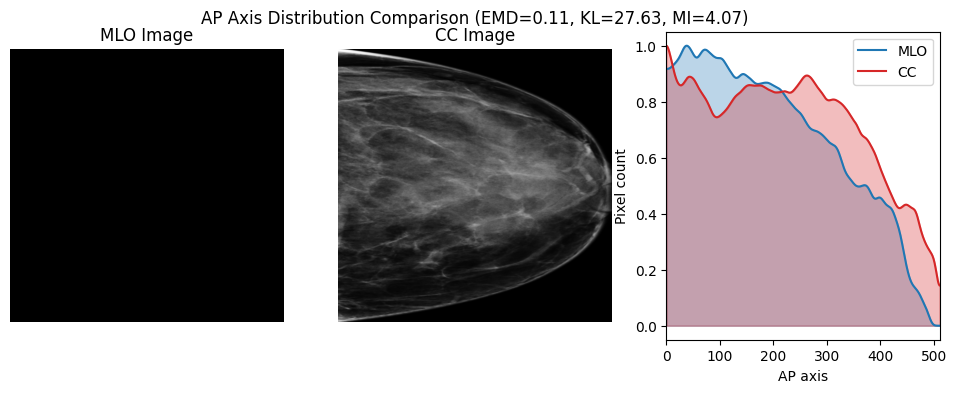 AP Axis Distribution Comparison (EMD=0.11, KL=27.63, MI=4.07)
MLO Image
CC Image
MLO
CC
Pixel count
1.0
0.8
0.6
0.4
0.2
0.0
0 100 200 300 400 500
AP axis